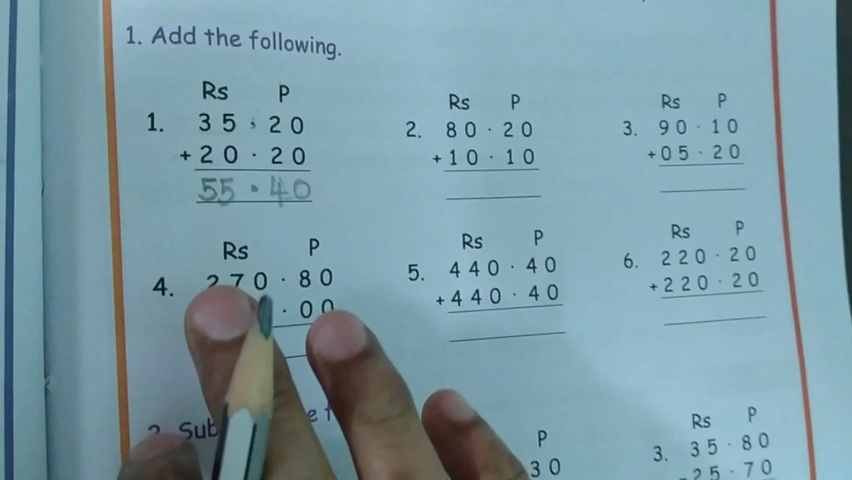 1. Add the following.
Rs P
1. 35.20
+20.20
55.40
Rs P
2. 80.20
+10.10
Rs P
3. 90.10
+05.20
Rs P
4. 270.80
.00
Rs P
5. 440.40
+440.40
Rs P
6. 220.20
+220.20
P
30
Rs P
3. 35.80
-25.70